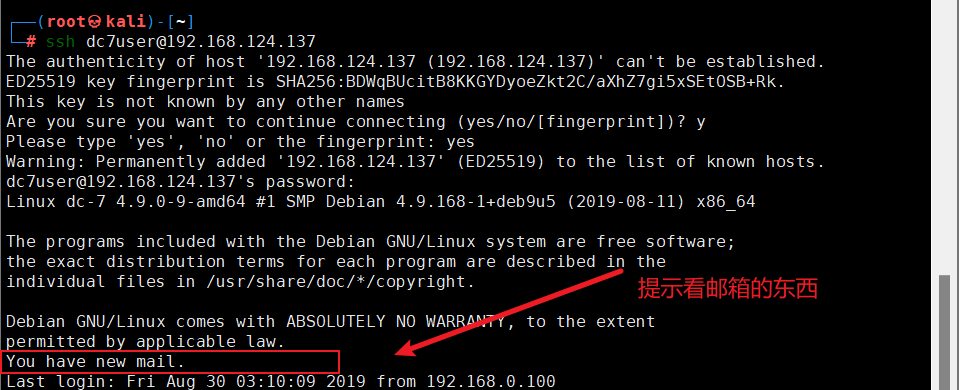 ┌──(root㉿kali)-[~]
└─# ssh dc7user@192.168.124.137
The authenticity of host '192.168.124.137 (192.168.124.137)' can't be established.
ED25519 key fingerprint is SHA256:BDWqBUcitB8KKGYDyoeZkt2C/aXhZ7gi5xSEtOSB+Rk.
This key is not known by any other names
Are you sure you want to continue connecting (yes/no/[fingerprint])? y
Please type 'yes', 'no' or the fingerprint: yes
Warning: Permanently added '192.168.124.137' (ED25519) to the list of known hosts.
dc7user@192.168.124.137's password:
Linux dc-7 4.9.0-9-amd64 #1 SMP Debian 4.9.168-1+deb9u5 (2019-08-11) x86_64
The programs included with the Debian GNU/Linux system are free software;
the exact distribution terms for each program are described in the
individual files in /usr/share/doc/*/copyright.
提示看邮箱的东西
Debian GNU/Linux comes with ABSOLUTELY NO WARRANTY, to the extent
permitted by applicable law.
You have new mail.
Last login: Fri Aug 30 03:10:09 2019 from 192.168.0.100